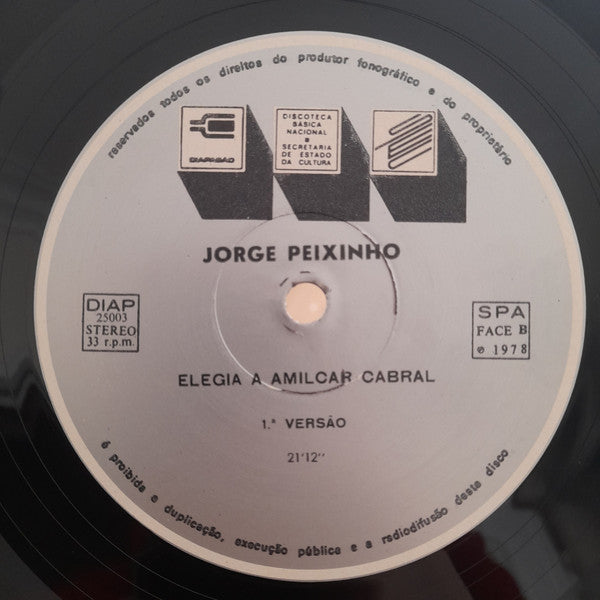 reservados todos os direitos do produtor fonográfico e do proprietário
DIAPASÃO
DISCOTECA
BÁSICA
NACIONAL
SECRETARIA
DE ESTADO
DA CULTURA
JORGE PEIXINHO
DIAP
25003
STEREO
33 r.p.m.
SPA
FACE B
℗ 1978
ELEGIA A AMILCAR CABRAL
1.ª VERSÃO
21'12''
é proibida a duplicação, execução pública e a radiodifusão deste disco